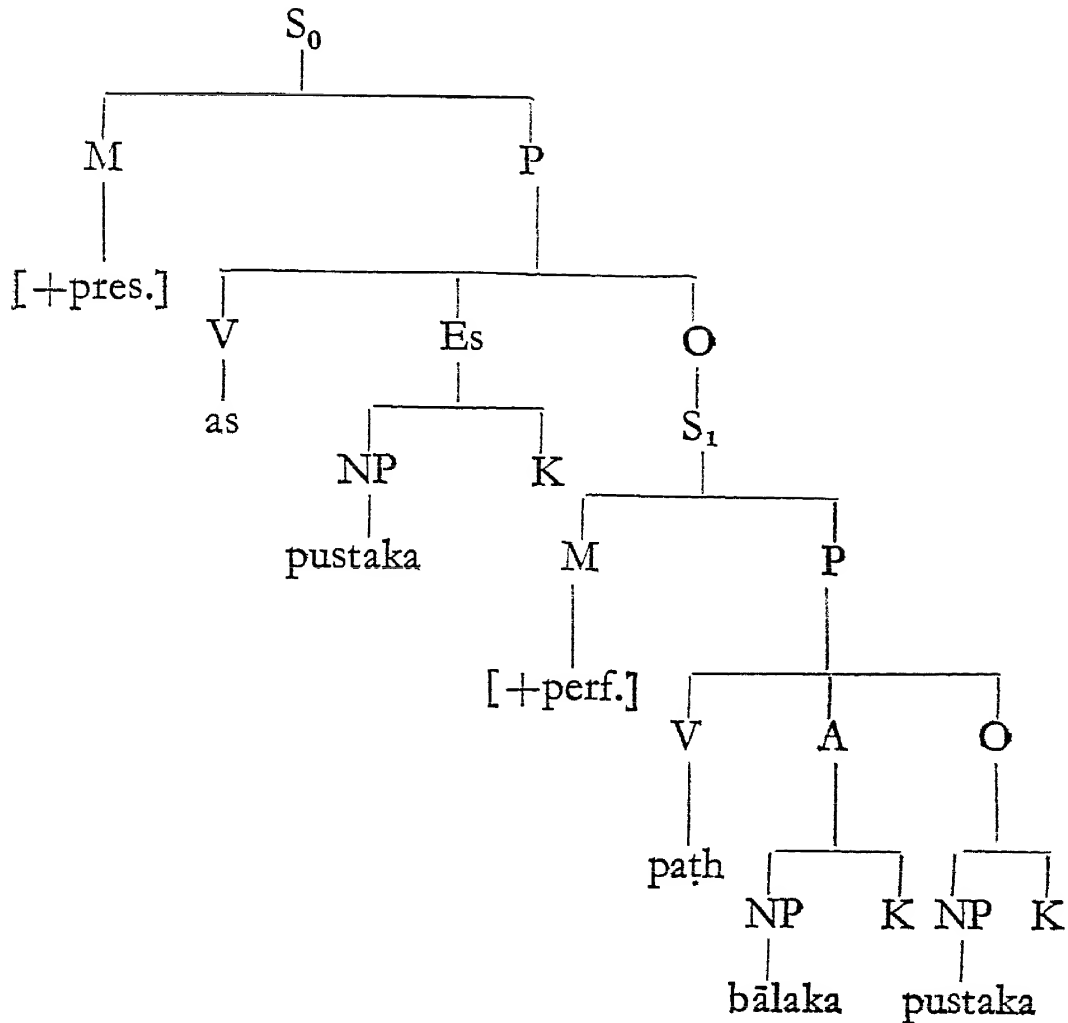 S₀
M P
[+pres.]
V Es O
as
S₁
NP K
pustaka
M P
[+perf.]
V A O
paṭh
NP K NP K
bālaka pustaka